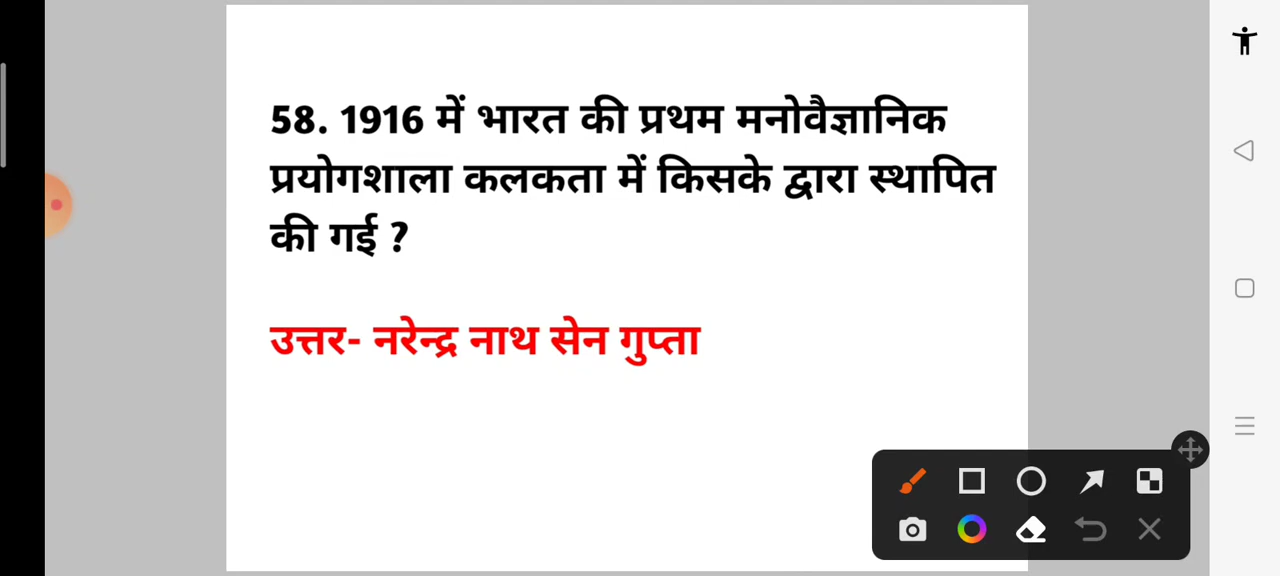 58. 1916 में भारत की प्रथम मनोवैज्ञानिक
प्रयोगशाला कलकता में किसके द्वारा स्थापित
की गई ?
उत्तर- नरेन्द्र नाथ सेन गुप्ता